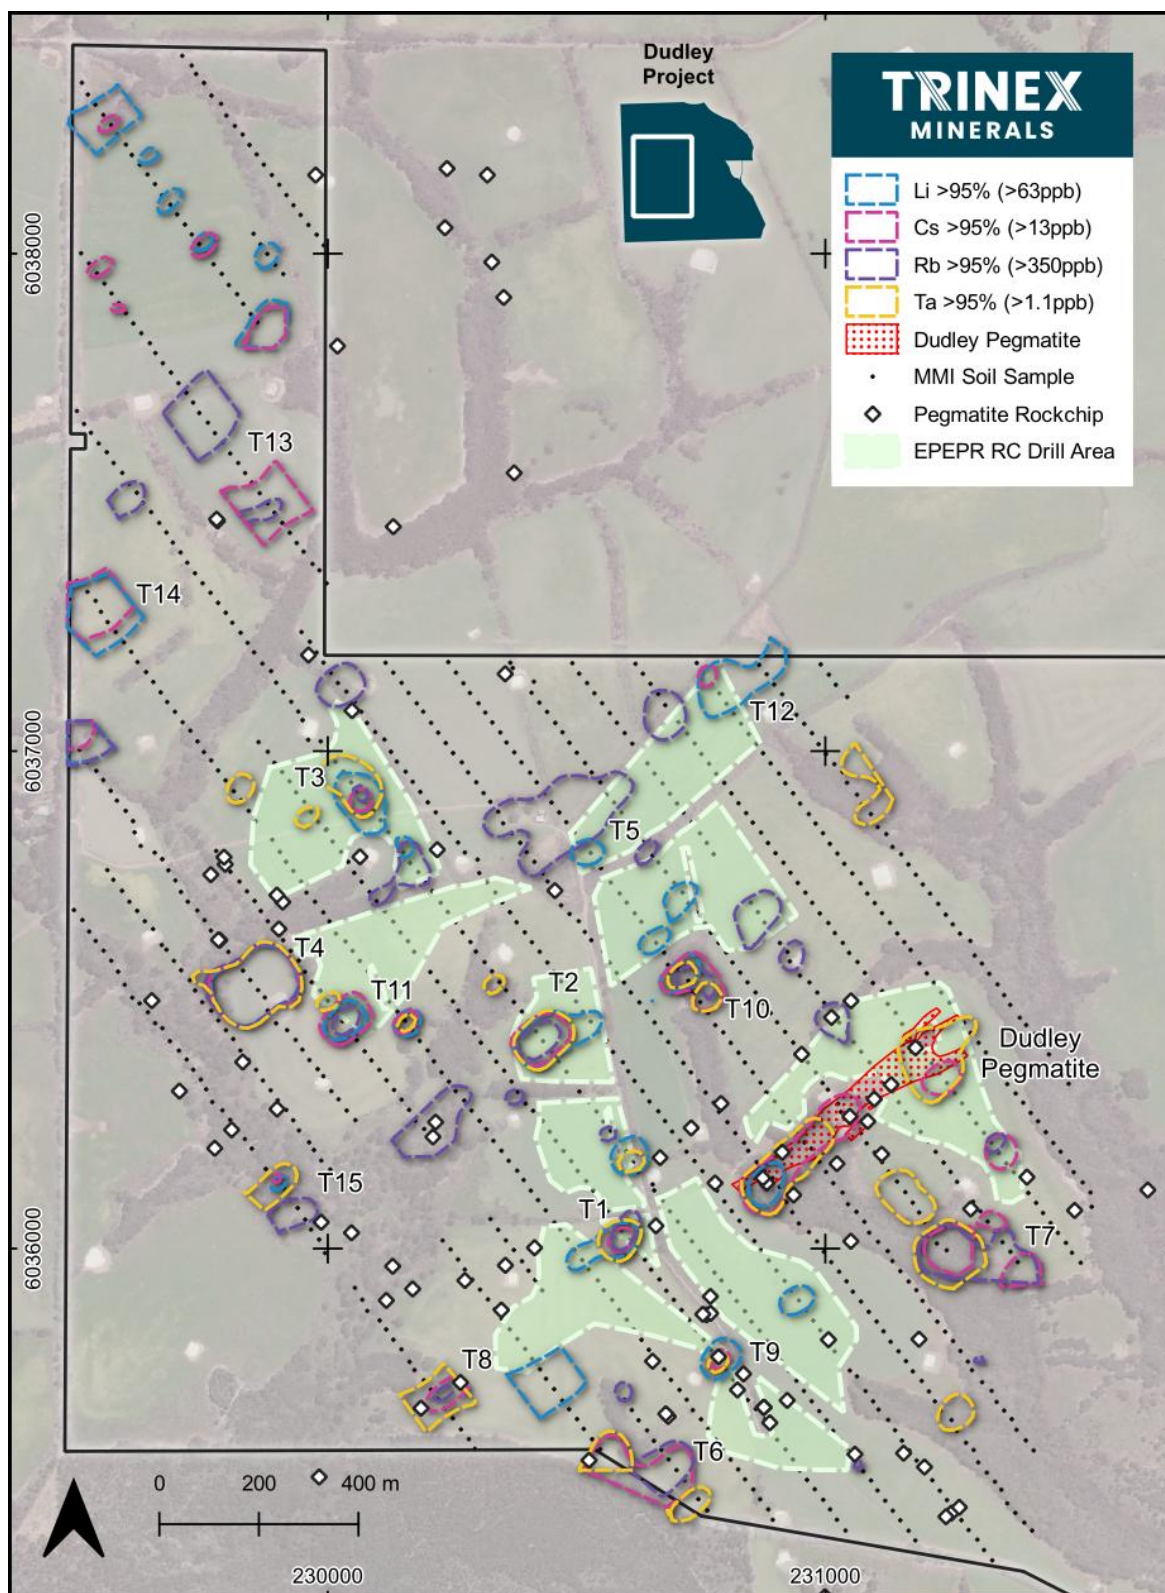 Dudley
Project
TRINEX
MINERALS
Li >95% (>63ppb)
Cs >95% (>13ppb)
Rb >95% (>350ppb)
Ta >95% (>1.1ppb)
Dudley Pegmatite
MMI Soil Sample
Pegmatite Rockchip
EPEPR RC Drill Area
6038000
T13
T14
T12
6037000
T3
T5
T4
T11
T2
T10
Dudley
Pegmatite
T15
T1
T7
6036000
T9
T8
T6
0 200 400 m
230000 231000